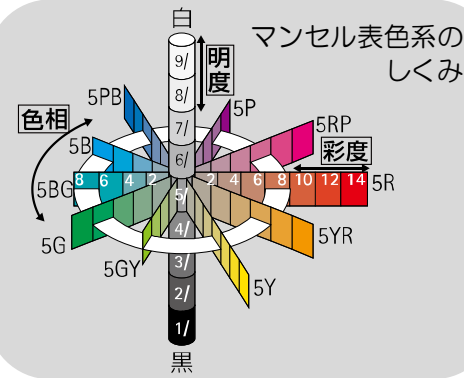 マンセル表色系の
しくみ
白
9/
明度
8/
7/
6/
5/
4/
3/
2/
1/
黒
色相
彩度
5PB
5P
5B
5RP
5BG
8 6 4 2
2 4 6 8 10 12 14
5R
5G
5YR
5GY
5Y